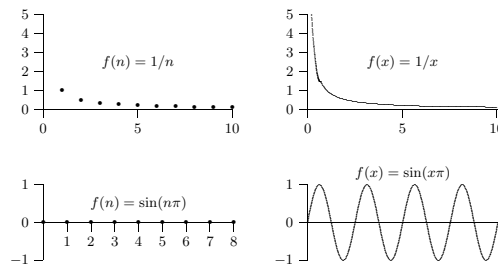 5
4
3
2
1
0
f(n) = 1/n
0 5 10
5
4
3
2
1
0
f(x) = 1/x
0 5 10
1
0
−1
f(n) = sin(nπ)
1 2 3 4 5 6 7 8
1
0
−1
f(x) = sin(xπ)